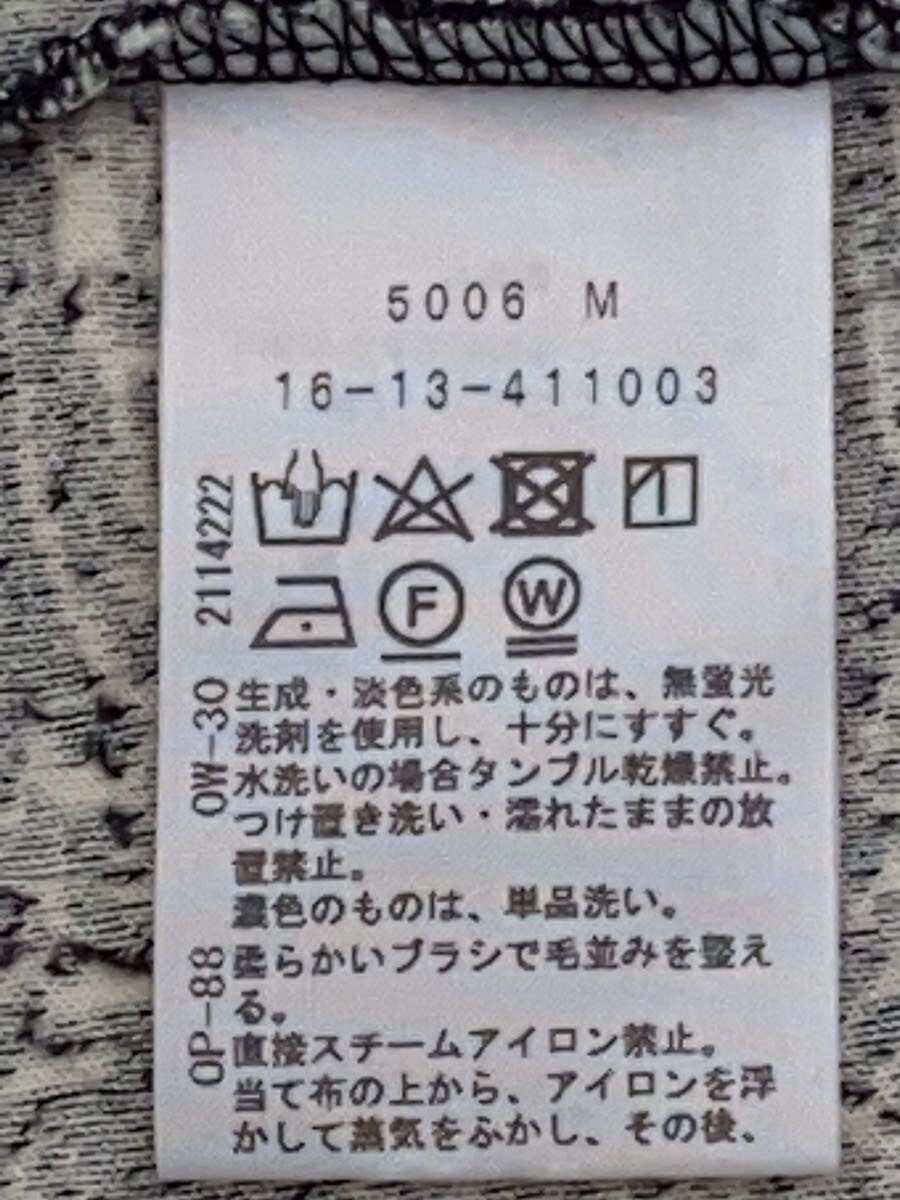 5006 M
16-13-411003
2114222
F
W
OW-30
生成・淡色系のものは、無蛍光
洗剤を使用し、十分にすすぐ。
水洗いの場合タンブル乾燥禁止。
つけ置き洗い・濡れたままの放
置禁止。
濃色のものは、単品洗い。
OP-88
柔らかいブラシで毛並みを整え
る。
直接スチームアイロン禁止。
当て布の上から、アイロンを浮
かして蒸気をふかし、その後、